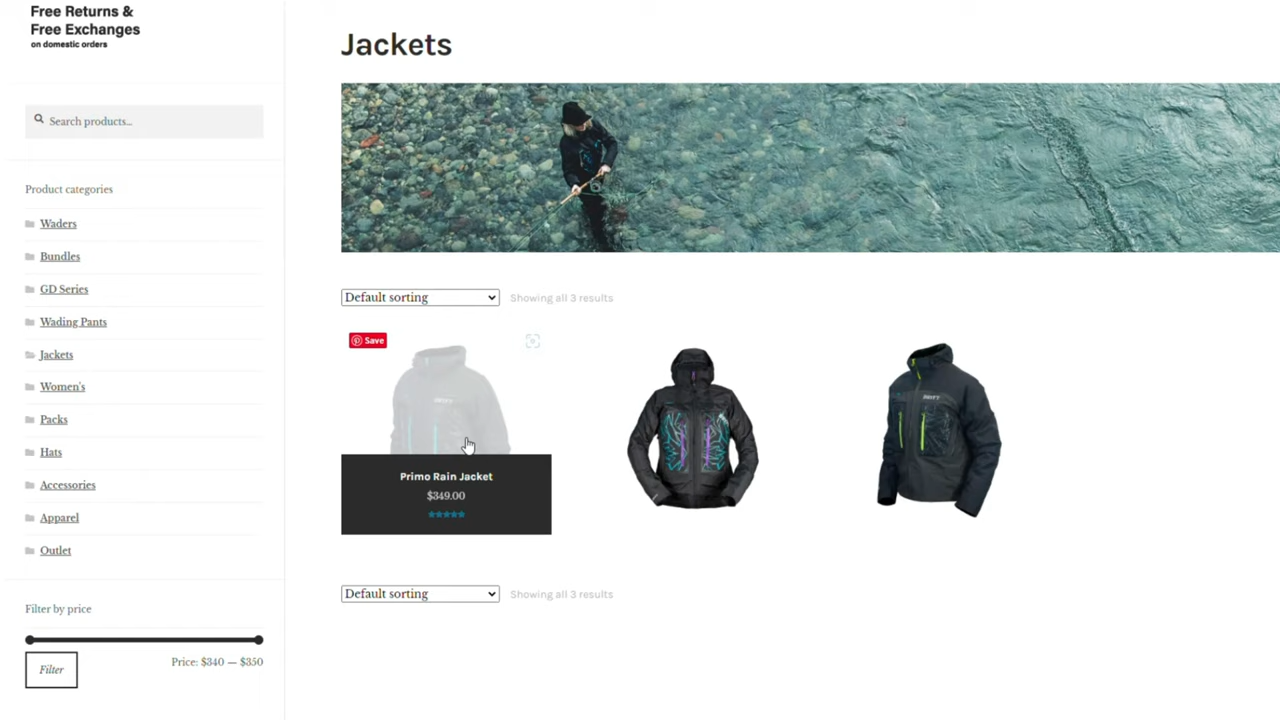 Free Returns &
Free Exchanges
on domestic orders
Search products...
Product categories
Waders
Bundles
GD Series
Wading Pants
Jackets
Women's
Packs
Hats
Accessories
Apparel
Outlet
Filter by price
Filter
Price: $340 — $350
Jackets
Default sorting
Showing all 3 results
Save
Primo Rain Jacket
$349.00
Default sorting
Showing all 3 results